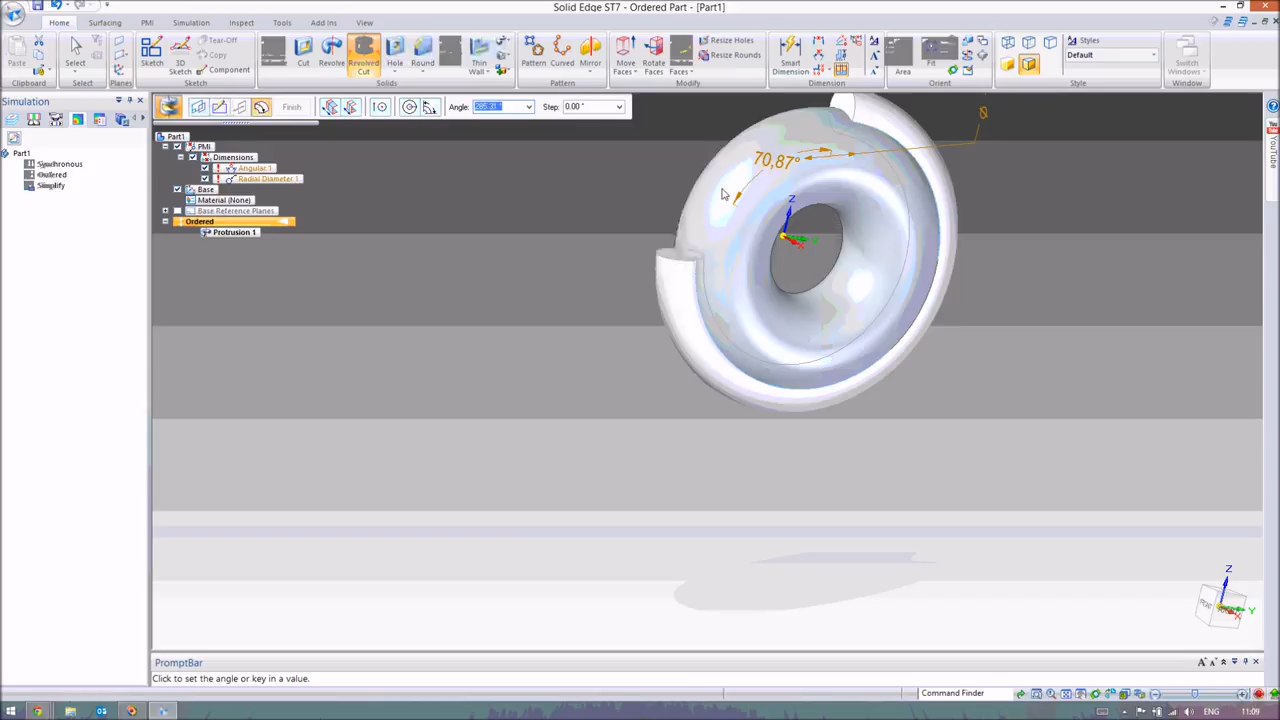 Solid Edge ST7 - Ordered Part - [Part1]
Home Surfacing PMI Simulation Inspect Tools Add Ins View
Tear-Off
Copy
Component
Paste
Select
Sketch
3D Sketch
Cut
Revolve
Revolved Cut
Hole
Round
Thin Wall
Pattern
Curved
Mirror
Move Faces
Rotate Faces
Faces
Resize Holes
Resize Rounds
Smart Dimension
Area
Fit
Styles
Default
Switch Windows
Clipboard Select Planes Sketch Solids Pattern Modify Dimension Orient Style Window
Simulation
Finish
Angle: 285.31 °
Step: 0.00 °
Part1
Synchronous
Ordered
Simplify
Part1
PMI
Dimensions
Angular 1
Radial Diameter 1
Base
Material (None)
Base Reference Planes
Ordered
Protrusion 1
70,87°
Ø
Z
Y
X
YouTube
Z
Y
X
PromptBar
Click to set the angle or key in a value.
Command Finder
ENG
11:09